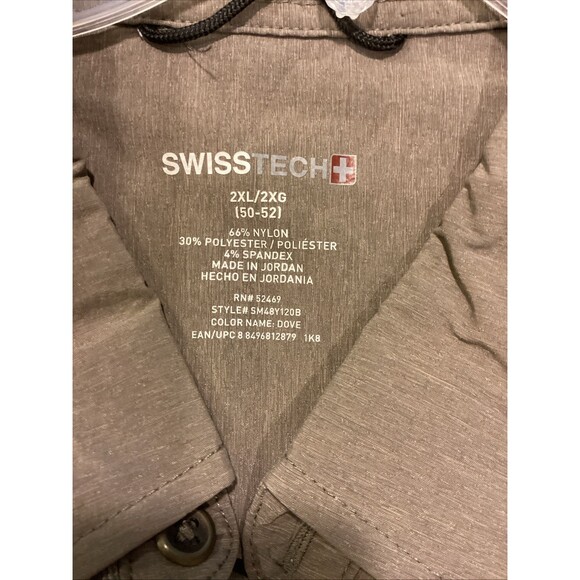 SWISSTECH
2XL/2XG
(50-52)
66% NYLON
30% POLYESTER / POLIÉSTER
4% SPANDEX
MADE IN JORDAN
HECHO EN JORDANIA
RN# 52469
STYLE# SM48Y120B
COLOR NAME: DOVE
EAN/UPC 8 8496812879 1KB